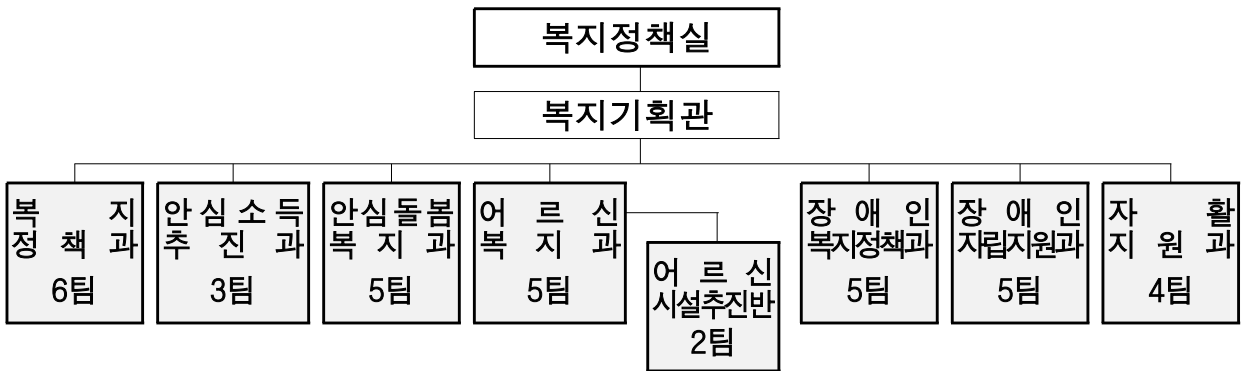 복지정책실
복지기획관
복지
정책과
6팀
안심소득
추진과
3팀
안심돌봄
복지과
5팀
어르신
복지과
5팀
어르신
시설추진반
2팀
장애인
복지정책과
5팀
장애인
자립지원과
5팀
자활
지원과
4팀